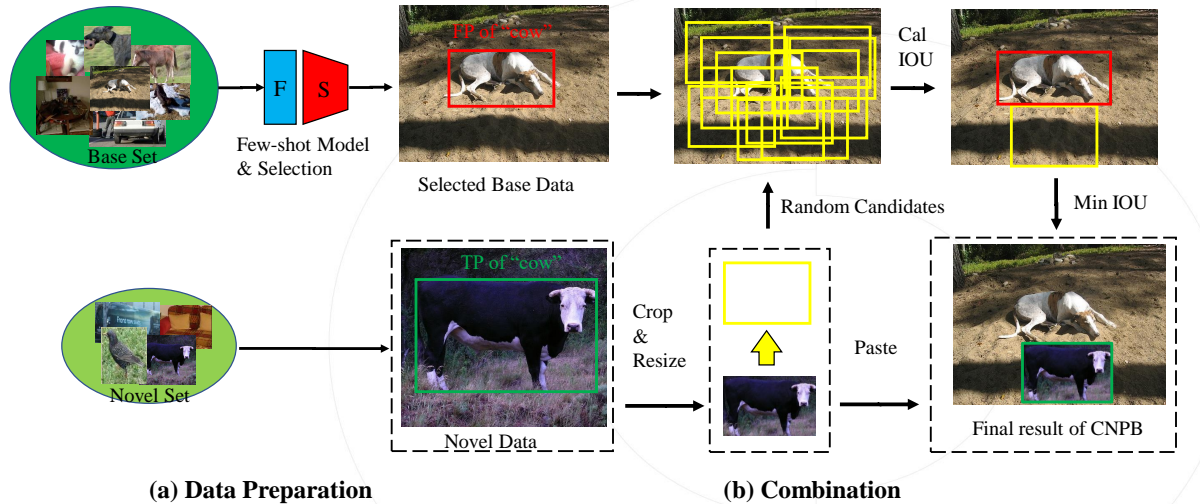 Base Set
F
S
Few-shot Model
& Selection
FP of "cow"
Selected Base Data
Cal
IOU
Random Candidates
Min IOU
Novel Set
TP of "cow"
Novel Data
Crop
&
Resize
Paste
Final result of CNPB
(a) Data Preparation
(b) Combination